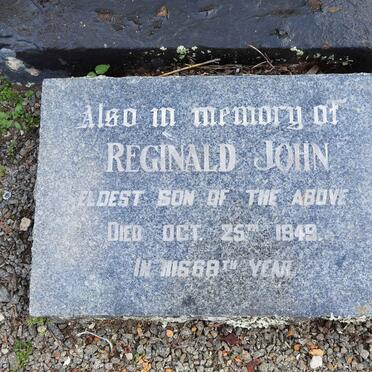 Also in memory of
REGINALD JOHN
ELDEST SON OF THE ABOVE
DIED OCT. 25TH 1949.
IN HIS 68TH YEAR